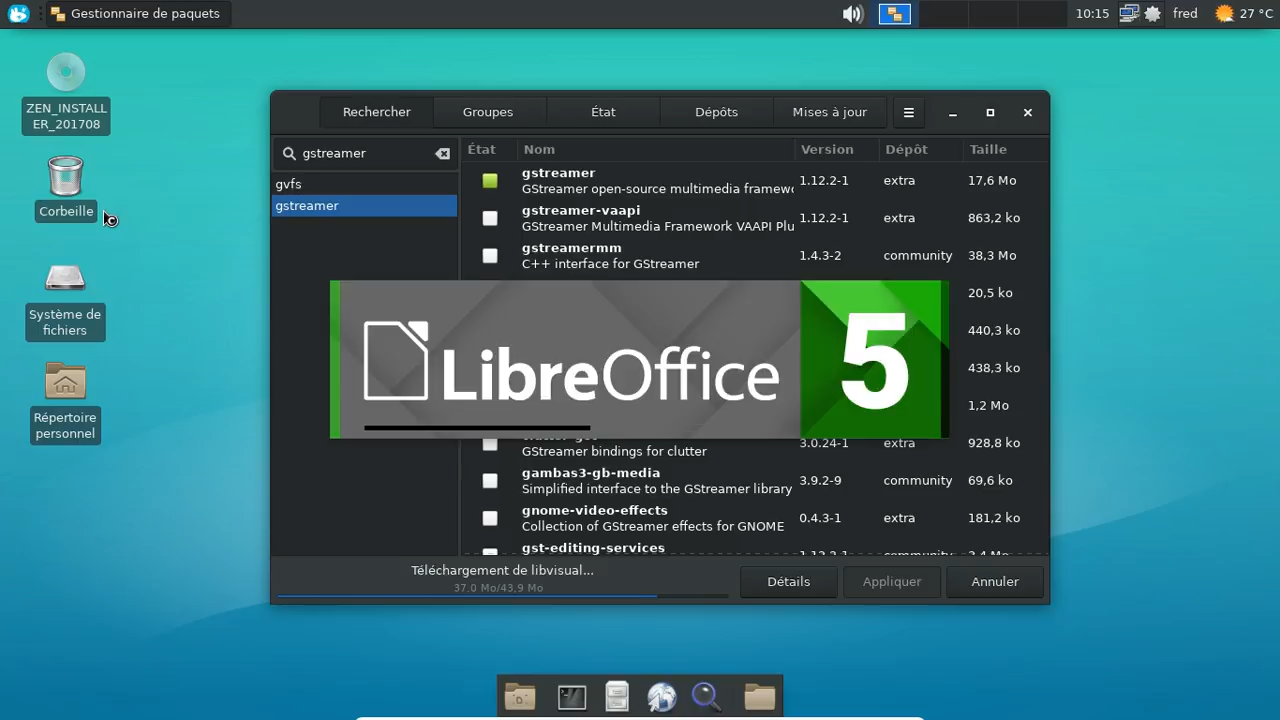 Gestionnaire de paquets
10:15
fred
27 °C
ZEN_INSTALL
ER_201708
Corbeille
Système de
fichiers
Répertoire
personnel
Rechercher
Groupes
État
Dépôts
Mises à jour
gstreamer
gvfs
gstreamer
État Nom Version Dépôt Taille
gstreamer
GStreamer open-source multimedia framewo
1.12.2-1 extra 17,6 Mo
gstreamer-vaapi
GStreamer Multimedia Framework VAAPI Plu
1.12.2-1 extra 863,2 ko
gstreamermm
C++ interface for GStreamer
1.4.3-2 community 38,3 Mo
20,5 ko
440,3 ko
438,3 ko
1,2 Mo
LibreOffice 5
3.0.24-1 extra 928,8 ko
GStreamer bindings for clutter
gambas3-gb-media
Simplified interface to the GStreamer library
3.9.2-9 community 69,6 ko
gnome-video-effects
Collection of GStreamer effects for GNOME
0.4.3-1 extra 181,2 ko
gst-editing-services
Téléchargement de libvisual...
37.0 Mo/43,9 Mo
Détails
Appliquer
Annuler